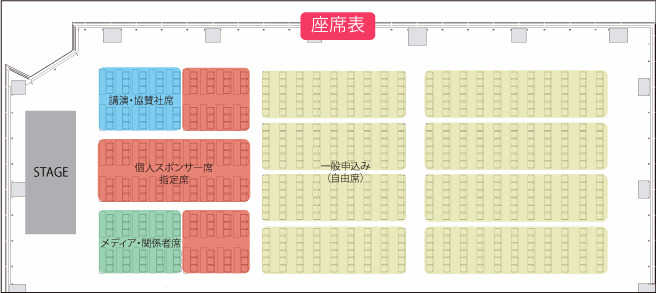 座席表
講演・協賛社席
STAGE
個人スポンサー席
指定席
一般申込み
（自由席）
メディア・関係者席